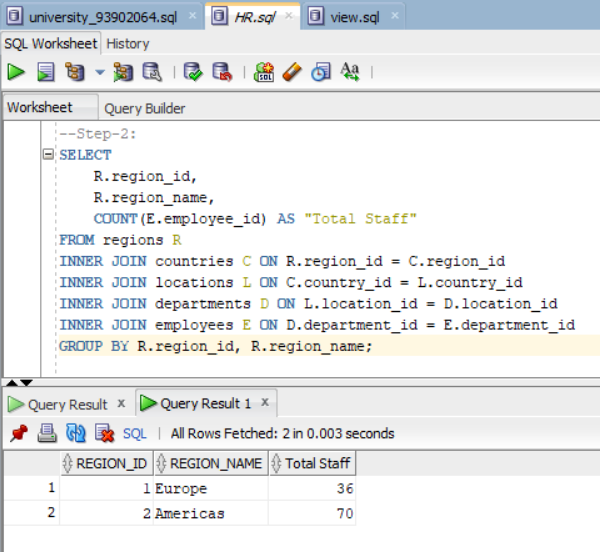 university_93902064.sql HR.sql view.sql
SQL Worksheet History
Worksheet Query Builder
--Step-2:
SELECT
R.region_id,
R.region_name,
COUNT(E.employee_id) AS "Total Staff"
FROM regions R
INNER JOIN countries C ON R.region_id = C.region_id
INNER JOIN locations L ON C.country_id = L.country_id
INNER JOIN departments D ON L.location_id = D.location_id
INNER JOIN employees E ON D.department_id = E.department_id
GROUP BY R.region_id, R.region_name;
Query Result x Query Result 1 x
SQL | All Rows Fetched: 2 in 0.003 seconds
REGION_ID REGION_NAME Total Staff
1 1 Europe 36
2 2 Americas 70